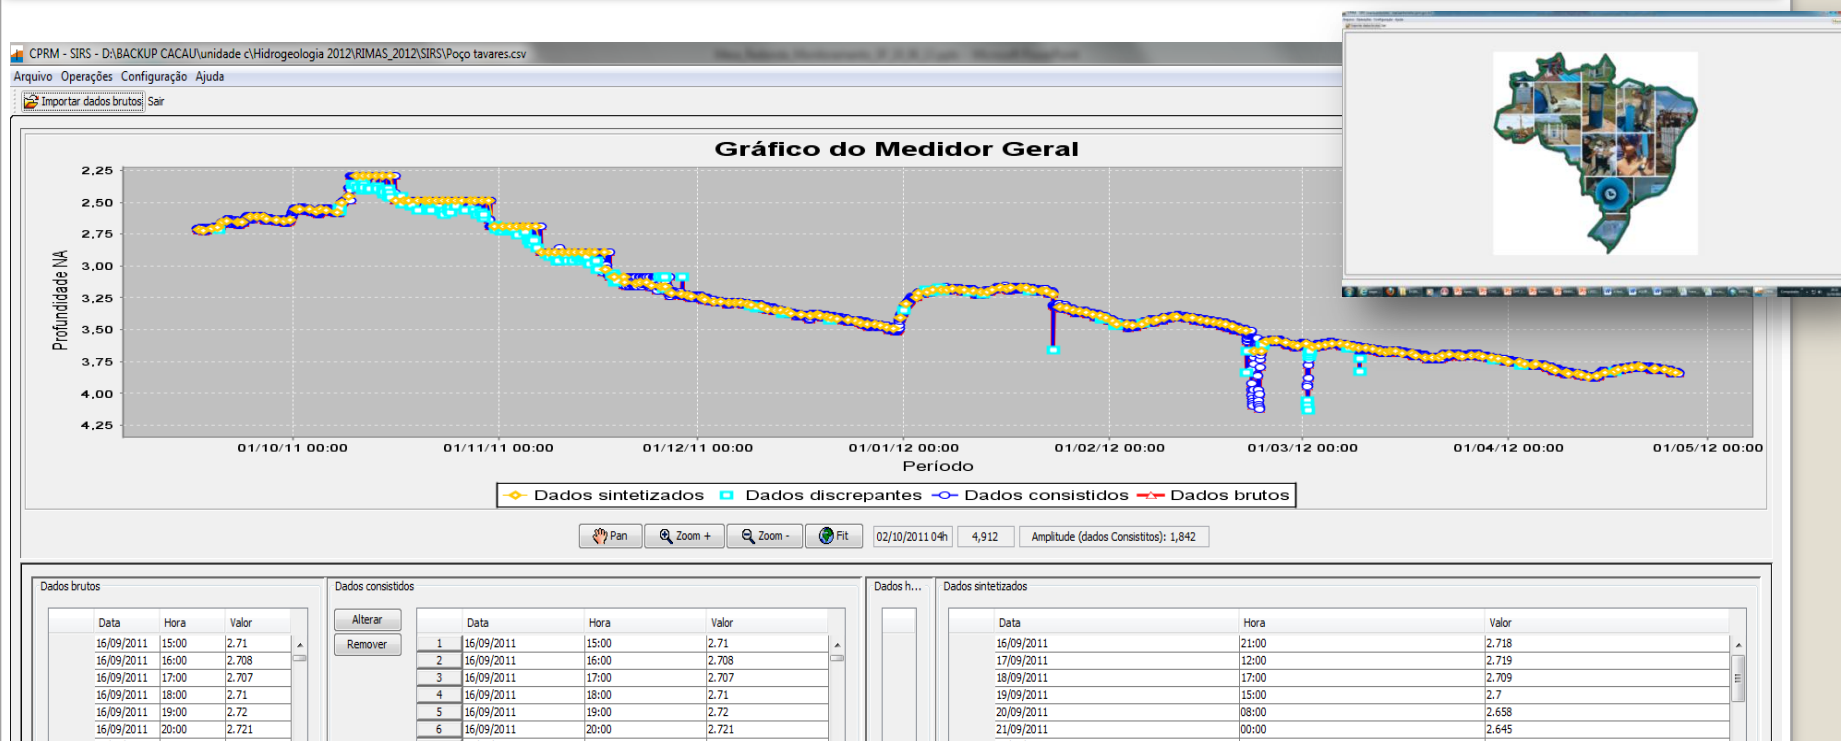 CPRM - SIRS - D:\BACKUP CACAU\unidade c\Hidrogeologia 2012\RIMAS_2012\SIRS\Poço tavares.csv
Arquivo Operações Configuração Ajuda
Importar dados brutos Sair
Gráfico do Medidor Geral
Profundidade NA
2,25
2,50
2,75
3,00
3,25
3,50
3,75
4,00
4,25
01/10/11 00:00 01/11/11 00:00 01/12/11 00:00 01/01/12 00:00 01/02/12 00:00 01/03/12 00:00 01/04/12 00:00 01/05/12 00:00
Período
Dados sintetizados Dados discrepantes Dados consistidos Dados brutos
Pan Zoom + Zoom - Fit 02/10/2011 04h 4,912 Amplitude (dados Consistitos): 1,842
Dados brutos Dados consistidos Dados h... Dados sintetizados
Data Hora Valor
16/09/2011 15:00 2.71
16/09/2011 16:00 2.708
16/09/2011 17:00 2.707
16/09/2011 18:00 2.71
16/09/2011 19:00 2.72
16/09/2011 20:00 2.721
Alterar
Remover
Data Hora Valor
1 16/09/2011 15:00 2.71
2 16/09/2011 16:00 2.708
3 16/09/2011 17:00 2.707
4 16/09/2011 18:00 2.71
5 16/09/2011 19:00 2.72
6 16/09/2011 20:00 2.721
Data Hora Valor
16/09/2011 21:00 2.718
17/09/2011 12:00 2.719
18/09/2011 17:00 2.709
19/09/2011 15:00 2.7
20/09/2011 08:00 2.658
21/09/2011 00:00 2.645